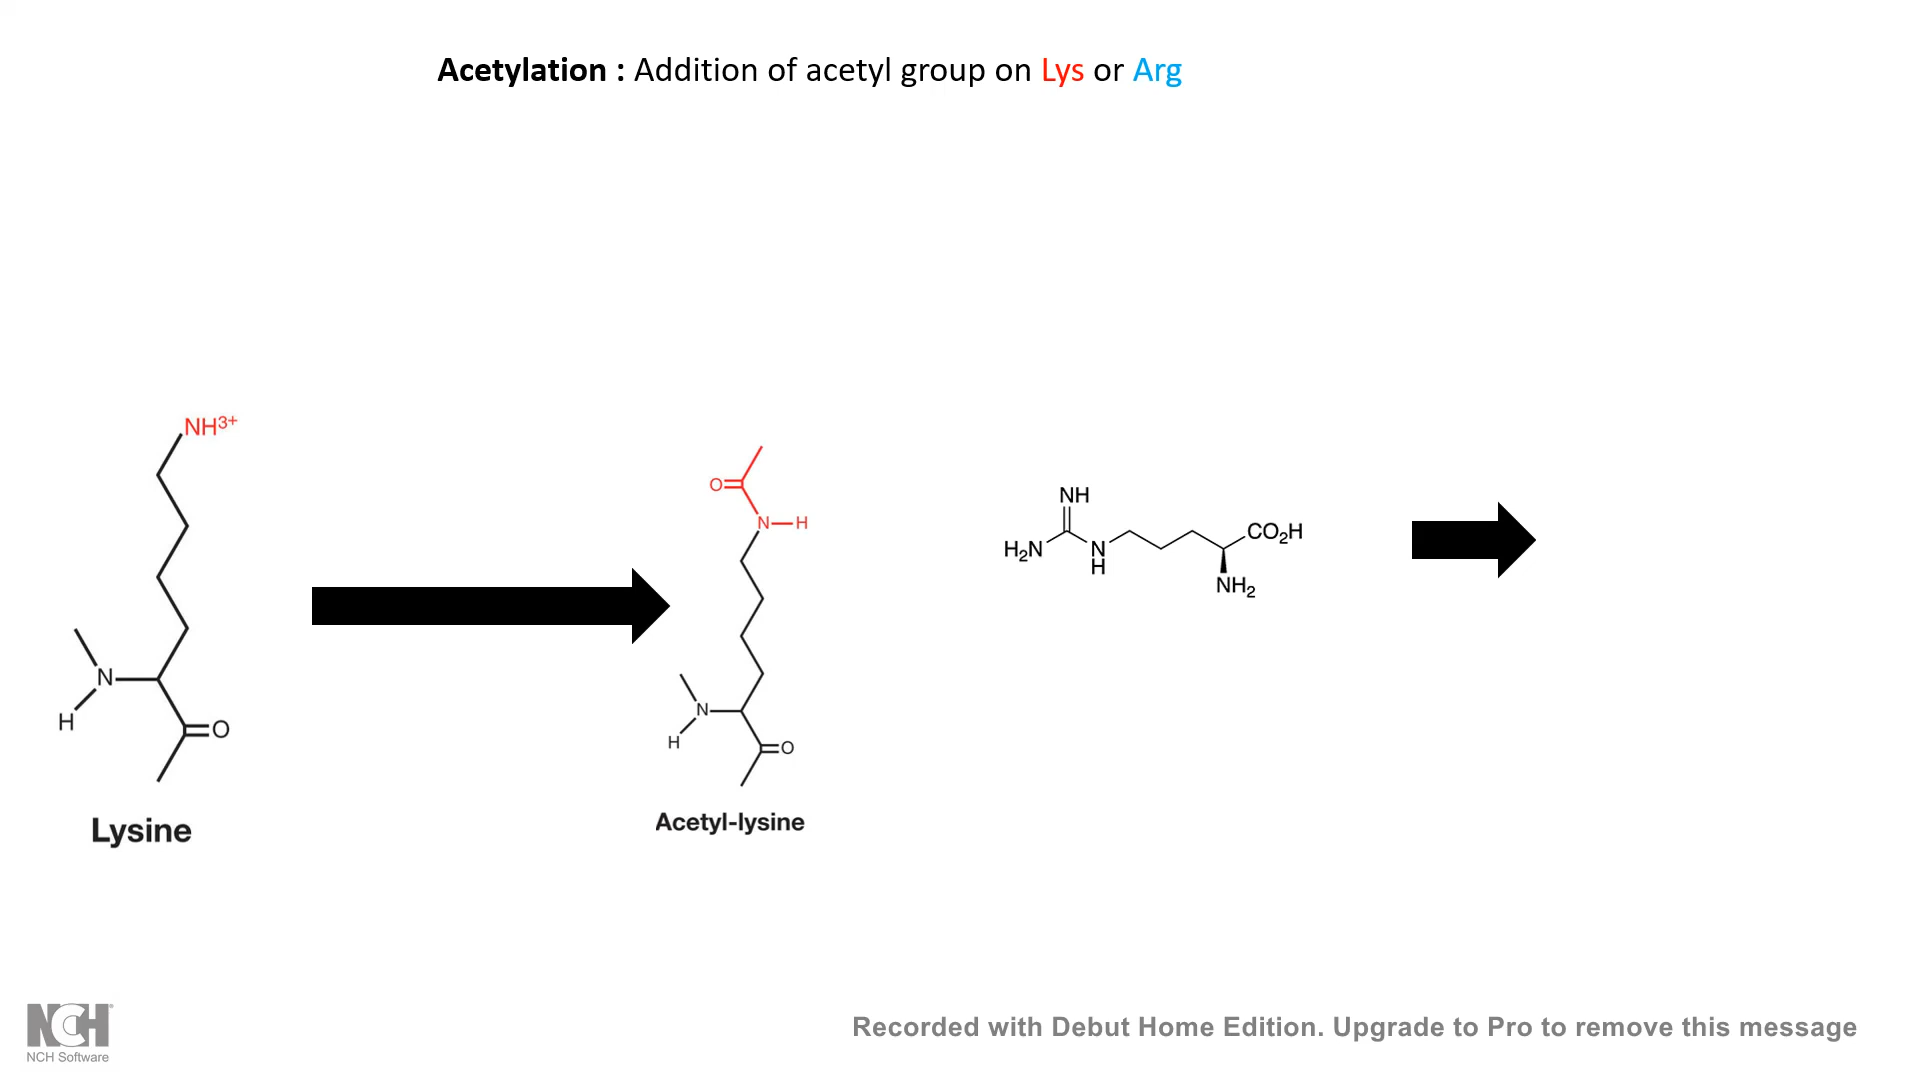 Acetylation : Addition of acetyl group on Lys or Arg
NH3+
N
H
O
Lysine
O
N
H
N
H
O
Acetyl-lysine
NH
H2N
N
H
CO2H
NH2
NCH
NCH Software
Recorded with Debut Home Edition. Upgrade to Pro to remove this message